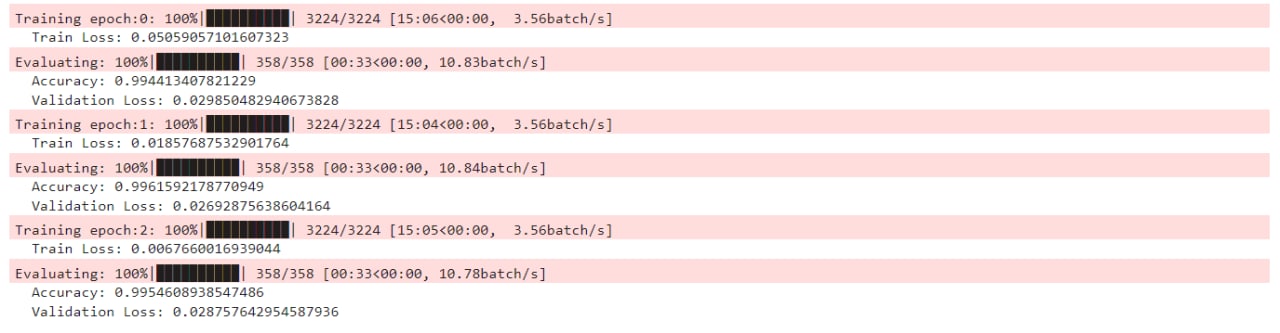 Training epoch:0: 100%|██████████| 3224/3224 [15:06<00:00,  3.56batch/s]
Train Loss: 0.05059057101607323
Evaluating: 100%|██████████| 358/358 [00:33<00:00, 10.83batch/s]
Accuracy: 0.994413407821229
Validation Loss: 0.029850482940673828
Training epoch:1: 100%|██████████| 3224/3224 [15:04<00:00,  3.56batch/s]
Train Loss: 0.01857687532901764
Evaluating: 100%|██████████| 358/358 [00:33<00:00, 10.84batch/s]
Accuracy: 0.9961592178770949
Validation Loss: 0.02692875638604164
Training epoch:2: 100%|██████████| 3224/3224 [15:05<00:00,  3.56batch/s]
Train Loss: 0.0067660016939044
Evaluating: 100%|██████████| 358/358 [00:33<00:00, 10.78batch/s]
Accuracy: 0.9954608938547486
Validation Loss: 0.028757642954587936